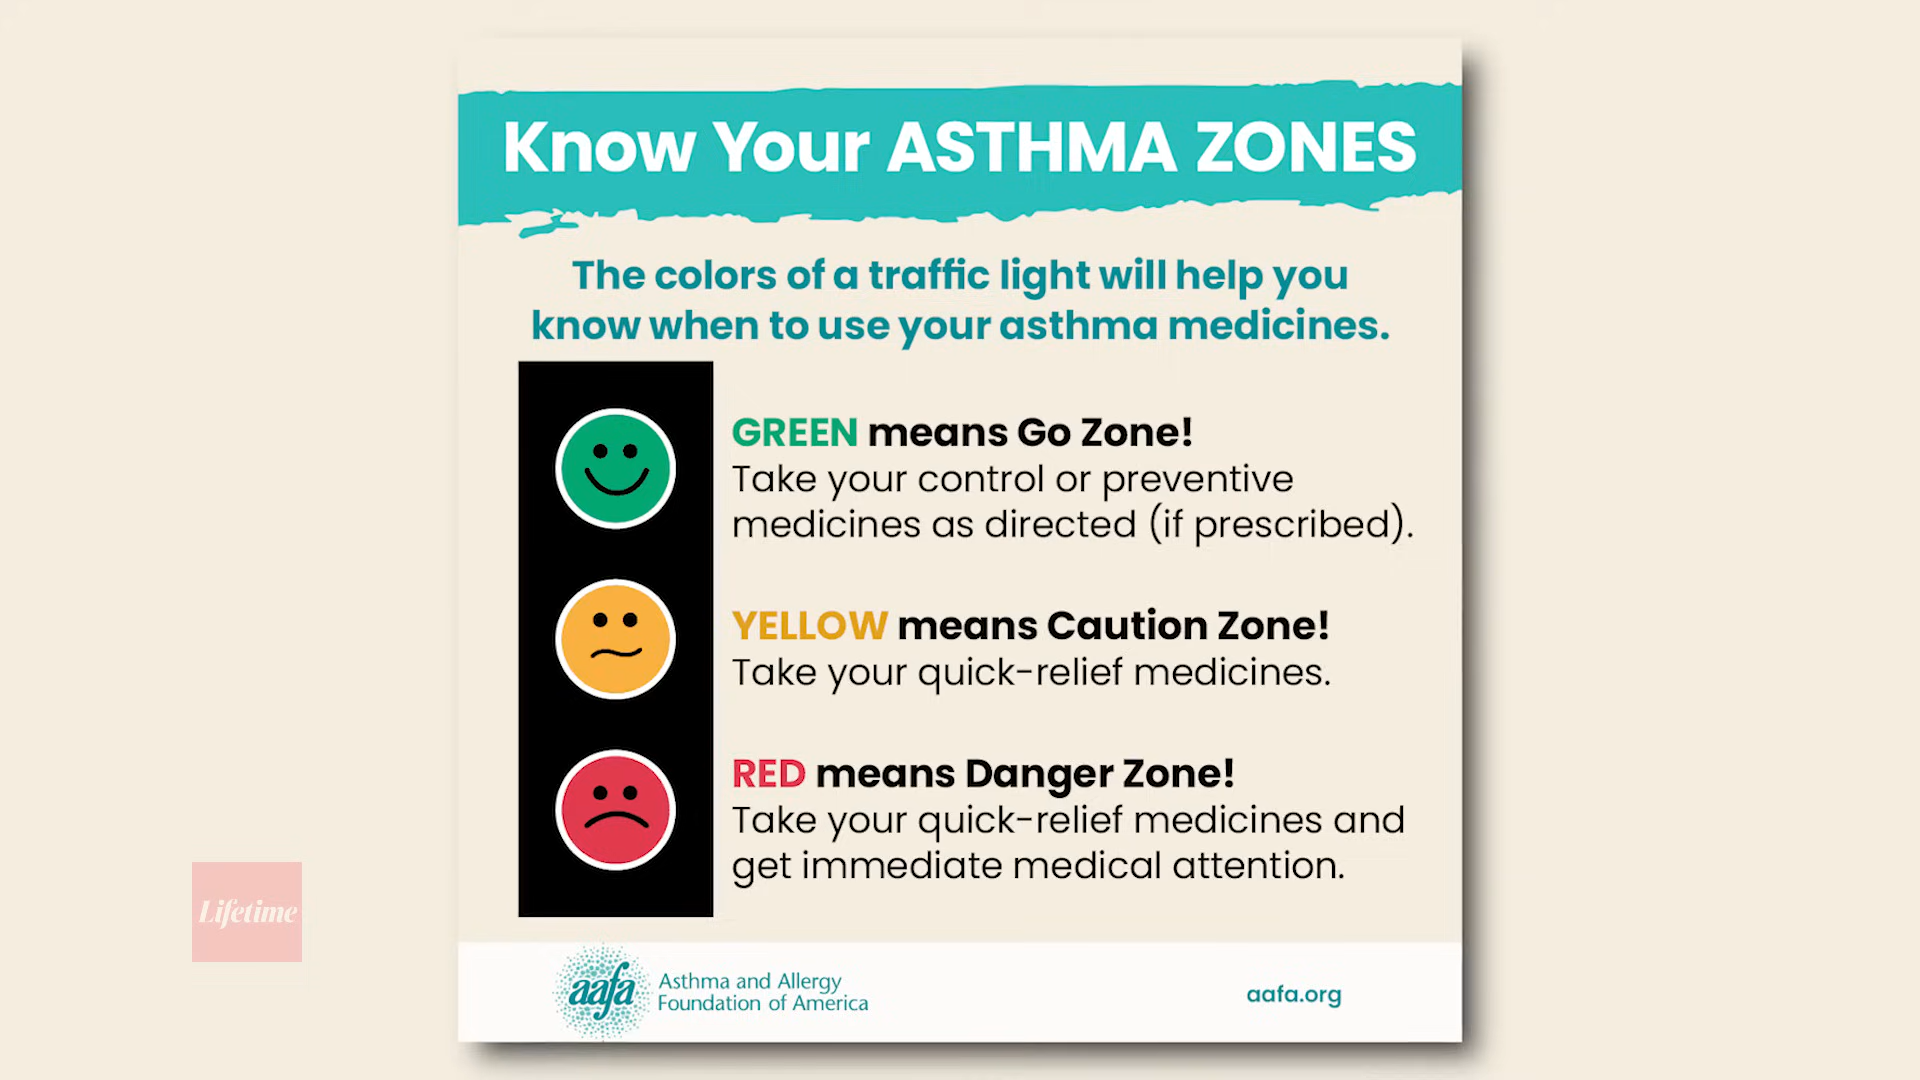 Know Your ASTHMA ZONES
The colors of a traffic light will help you
know when to use your asthma medicines.
GREEN means Go Zone!
Take your control or preventive
medicines as directed (if prescribed).
YELLOW means Caution Zone!
Take your quick-relief medicines.
RED means Danger Zone!
Take your quick-relief medicines and
get immediate medical attention.
Lifetime
aafa
Asthma and Allergy
Foundation of America
aafa.org